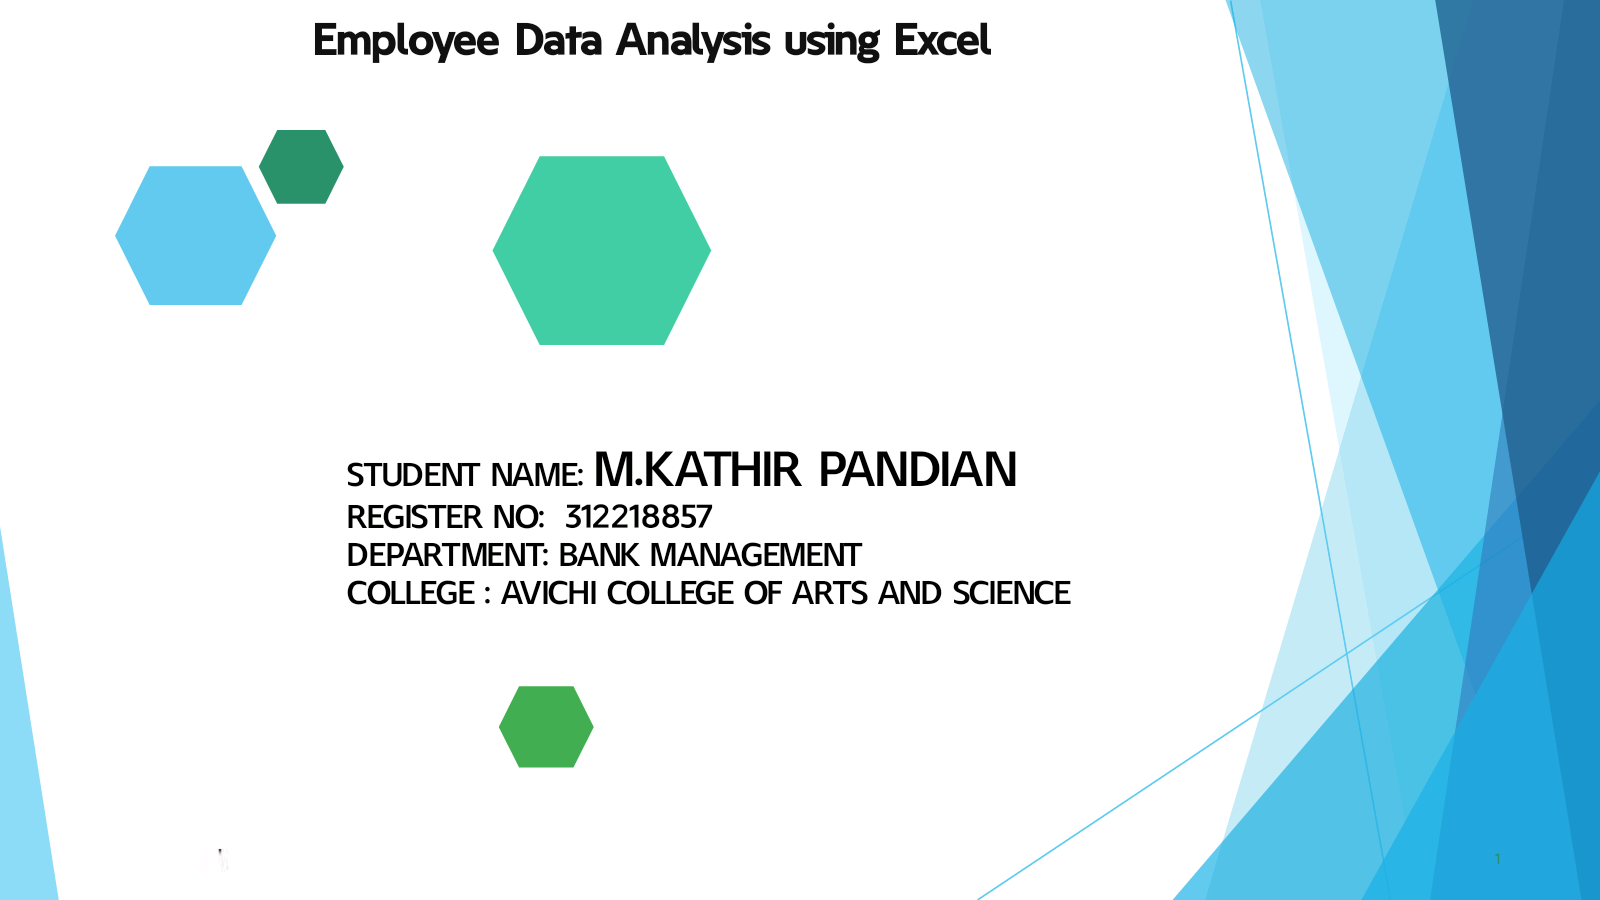 Employee Data Analysis using Excel
STUDENT NAME: M.KATHIR PANDIAN
REGISTER NO: 312218857
DEPARTMENT: BANK MANAGEMENT
COLLEGE : AVICHI COLLEGE OF ARTS AND SCIENCE
1